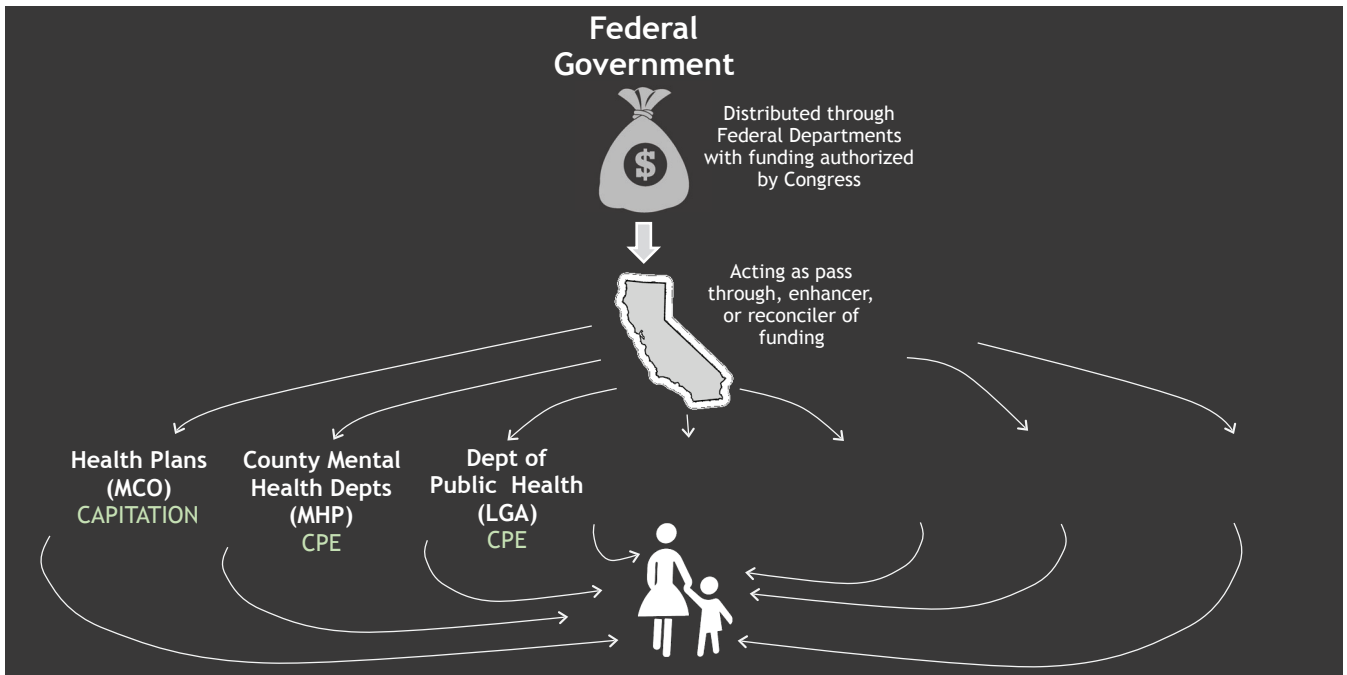 Federal
Government
$
Distributed through
Federal Departments
with funding authorized
by Congress
Acting as pass
through, enhancer,
or reconciler of
funding
Health Plans
(MCO)
CAPITATION
County Mental
Health Depts
(MHP)
CPE
Dept of
Public Health
(LGA)
CPE